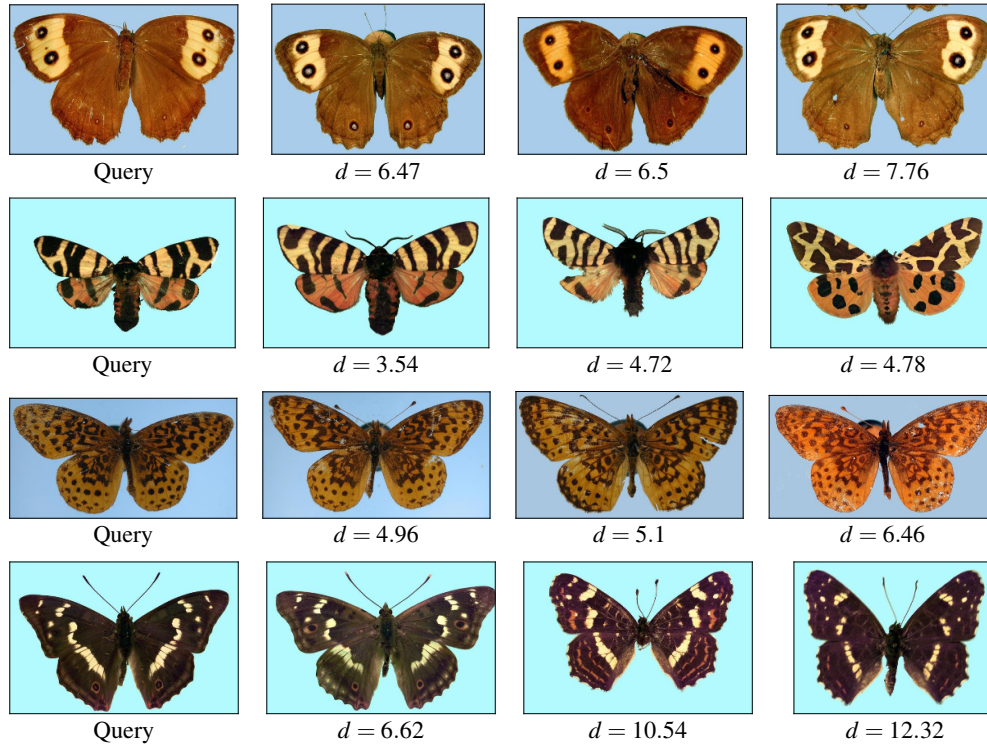 Query d = 6.47 d = 6.5 d = 7.76
Query d = 3.54 d = 4.72 d = 4.78
Query d = 4.96 d = 5.1 d = 6.46
Query d = 6.62 d = 10.54 d = 12.32